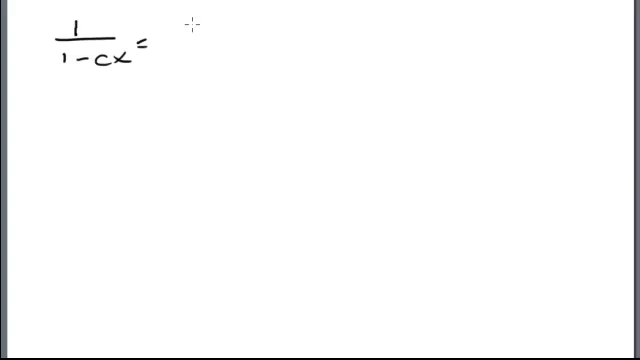 1
1 - cx =